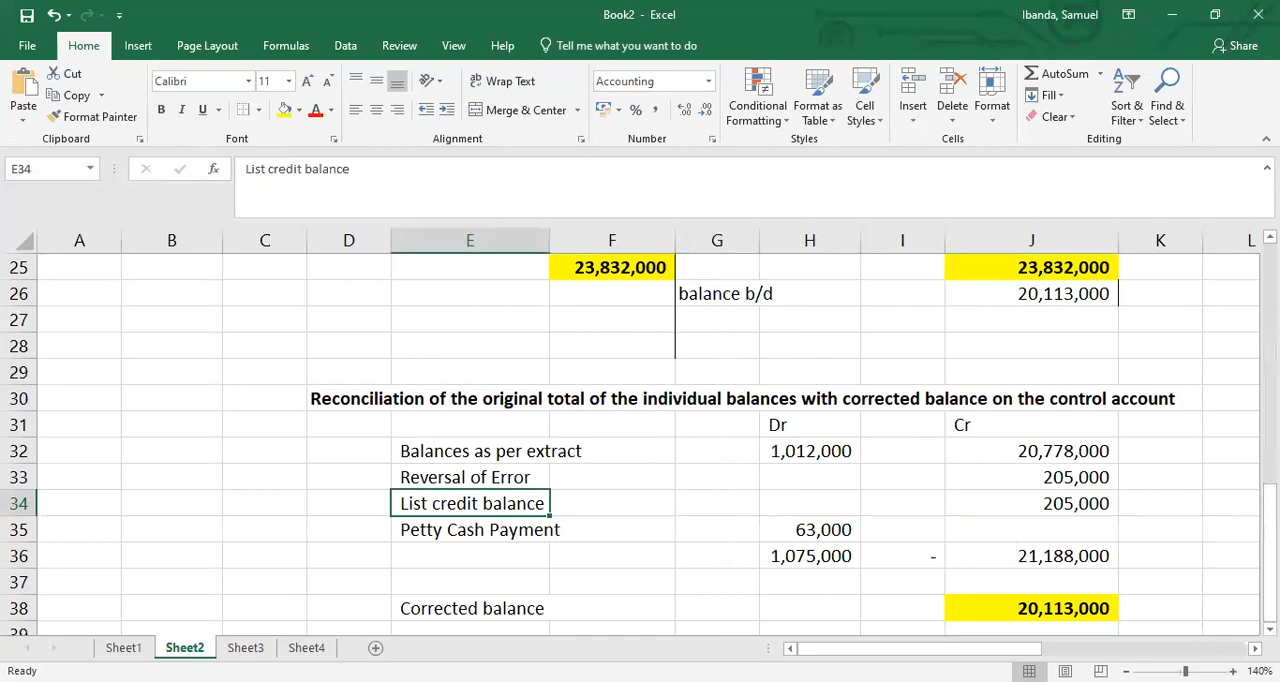 Book2 - Excel
Ibanda, Samuel
File Home Insert Page Layout Formulas Data Review View Help Tell me what you want to do Share
Paste
Cut
Copy
Format Painter
Clipboard
Calibri 11
B I U
Font
Wrap Text
Merge & Center
Alignment
Accounting
%
Number
Conditional Formatting
Format as Table
Cell Styles
Styles
Insert Delete Format
Cells
AutoSum
Fill
Clear
Sort & Filter
Find & Select
Editing
E34 fx List credit balance
A B C D E F G H I J K L
25 23,832,000 23,832,000
26 balance b/d 20,113,000
27
28
29
30 Reconciliation of the original total of the individual balances with corrected balance on the control account
31 Dr Cr
32 Balances as per extract 1,012,000 20,778,000
33 Reversal of Error 205,000
34 List credit balance 205,000
35 Petty Cash Payment 63,000
36 1,075,000 - 21,188,000
37
38 Corrected balance 20,113,000
39
Sheet1 Sheet2 Sheet3 Sheet4
Ready 140%